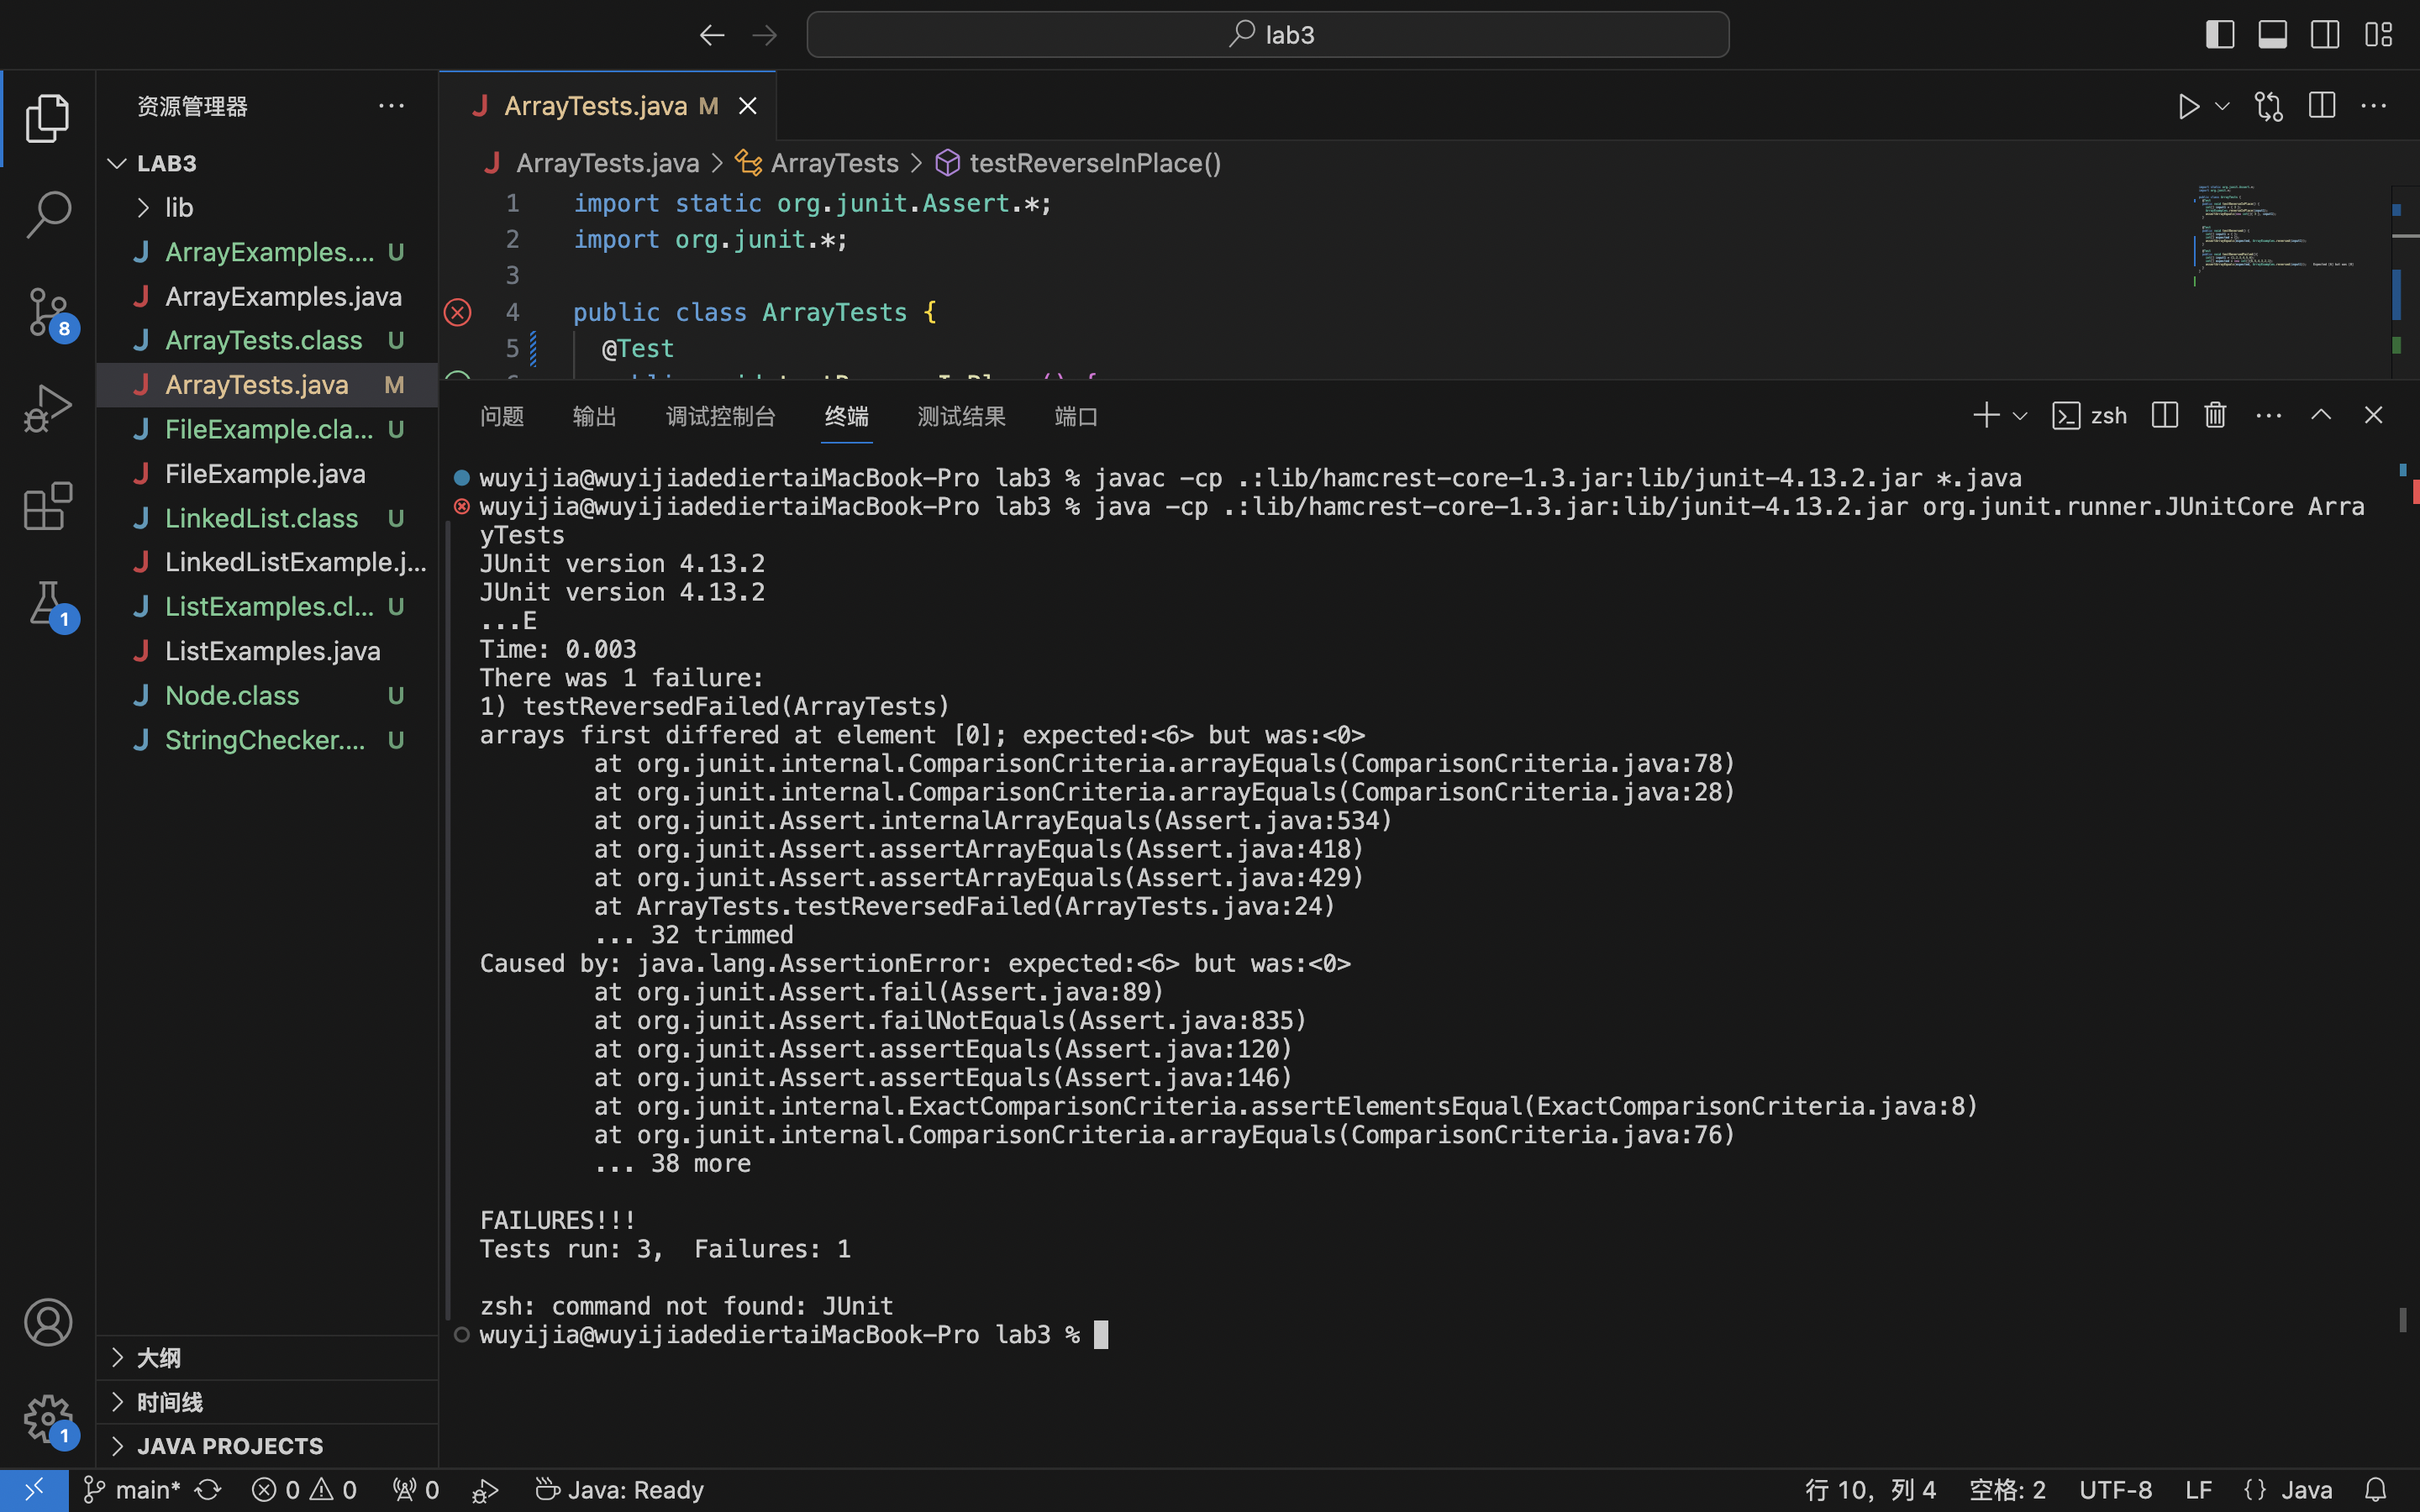 lab3
资源管理器
LAB3
lib
ArrayExamples.... U
ArrayExamples.java
ArrayTests.class U
ArrayTests.java M
FileExample.cla... U
FileExample.java
LinkedList.class U
LinkedListExample.j...
ListExamples.cl... U
ListExamples.java
Node.class U
StringChecker.... U
8
1
1
大纲
时间线
JAVA PROJECTS
ArrayTests.java M
ArrayTests.java > ArrayTests > testReverseInPlace()
1 import static org.junit.Assert.*;
2 import org.junit.*;
3
4 public class ArrayTests {
5 @Test
问题 输出 调试控制台 终端 测试结果 端口
zsh
wuyijia@wuyijiadediertaiMacBook-Pro lab3 % javac -cp .:lib/hamcrest-core-1.3.jar:lib/junit-4.13.2.jar *.java
wuyijia@wuyijiadediertaiMacBook-Pro lab3 % java -cp .:lib/hamcrest-core-1.3.jar:lib/junit-4.13.2.jar org.junit.runner.JUnitCore Arra
yTests
JUnit version 4.13.2
JUnit version 4.13.2
...E
Time: 0.003
There was 1 failure:
1) testReversedFailed(ArrayTests)
arrays first differed at element [0]; expected:<6> but was:<0>
at org.junit.internal.ComparisonCriteria.arrayEquals(ComparisonCriteria.java:78)
at org.junit.internal.ComparisonCriteria.arrayEquals(ComparisonCriteria.java:28)
at org.junit.Assert.internalArrayEquals(Assert.java:534)
at org.junit.Assert.assertArrayEquals(Assert.java:418)
at org.junit.Assert.assertArrayEquals(Assert.java:429)
at ArrayTests.testReversedFailed(ArrayTests.java:24)
... 32 trimmed
Caused by: java.lang.AssertionError: expected:<6> but was:<0>
at org.junit.Assert.fail(Assert.java:89)
at org.junit.Assert.failNotEquals(Assert.java:835)
at org.junit.Assert.assertEquals(Assert.java:120)
at org.junit.Assert.assertEquals(Assert.java:146)
at org.junit.internal.ExactComparisonCriteria.assertElementsEqual(ExactComparisonCriteria.java:8)
at org.junit.internal.ComparisonCriteria.arrayEquals(ComparisonCriteria.java:76)
... 38 more
FAILURES!!!
Tests run: 3,  Failures: 1
zsh: command not found: JUnit
wuyijia@wuyijiadediertaiMacBook-Pro lab3 %
main* 0 0 0 Java: Ready 行 10, 列 4 空格: 2 UTF-8 LF {} Java